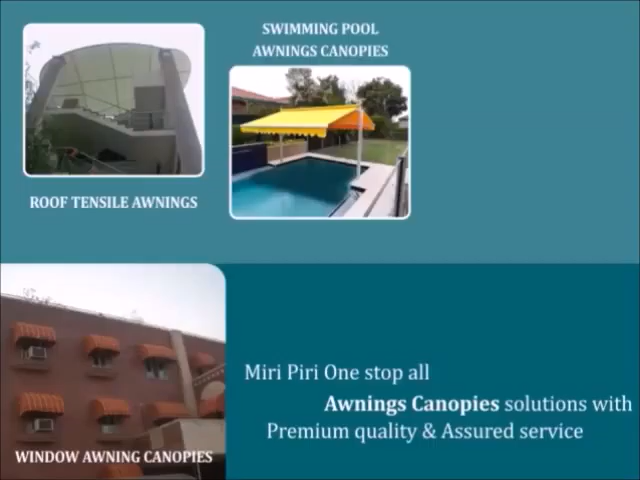 SWIMMING POOL
AWNINGS CANOPIES
ROOF TENSILE AWNINGS
Miri Piri One stop all
Awnings Canopies solutions with
Premium quality & Assured service
WINDOW AWNING CANOPIES